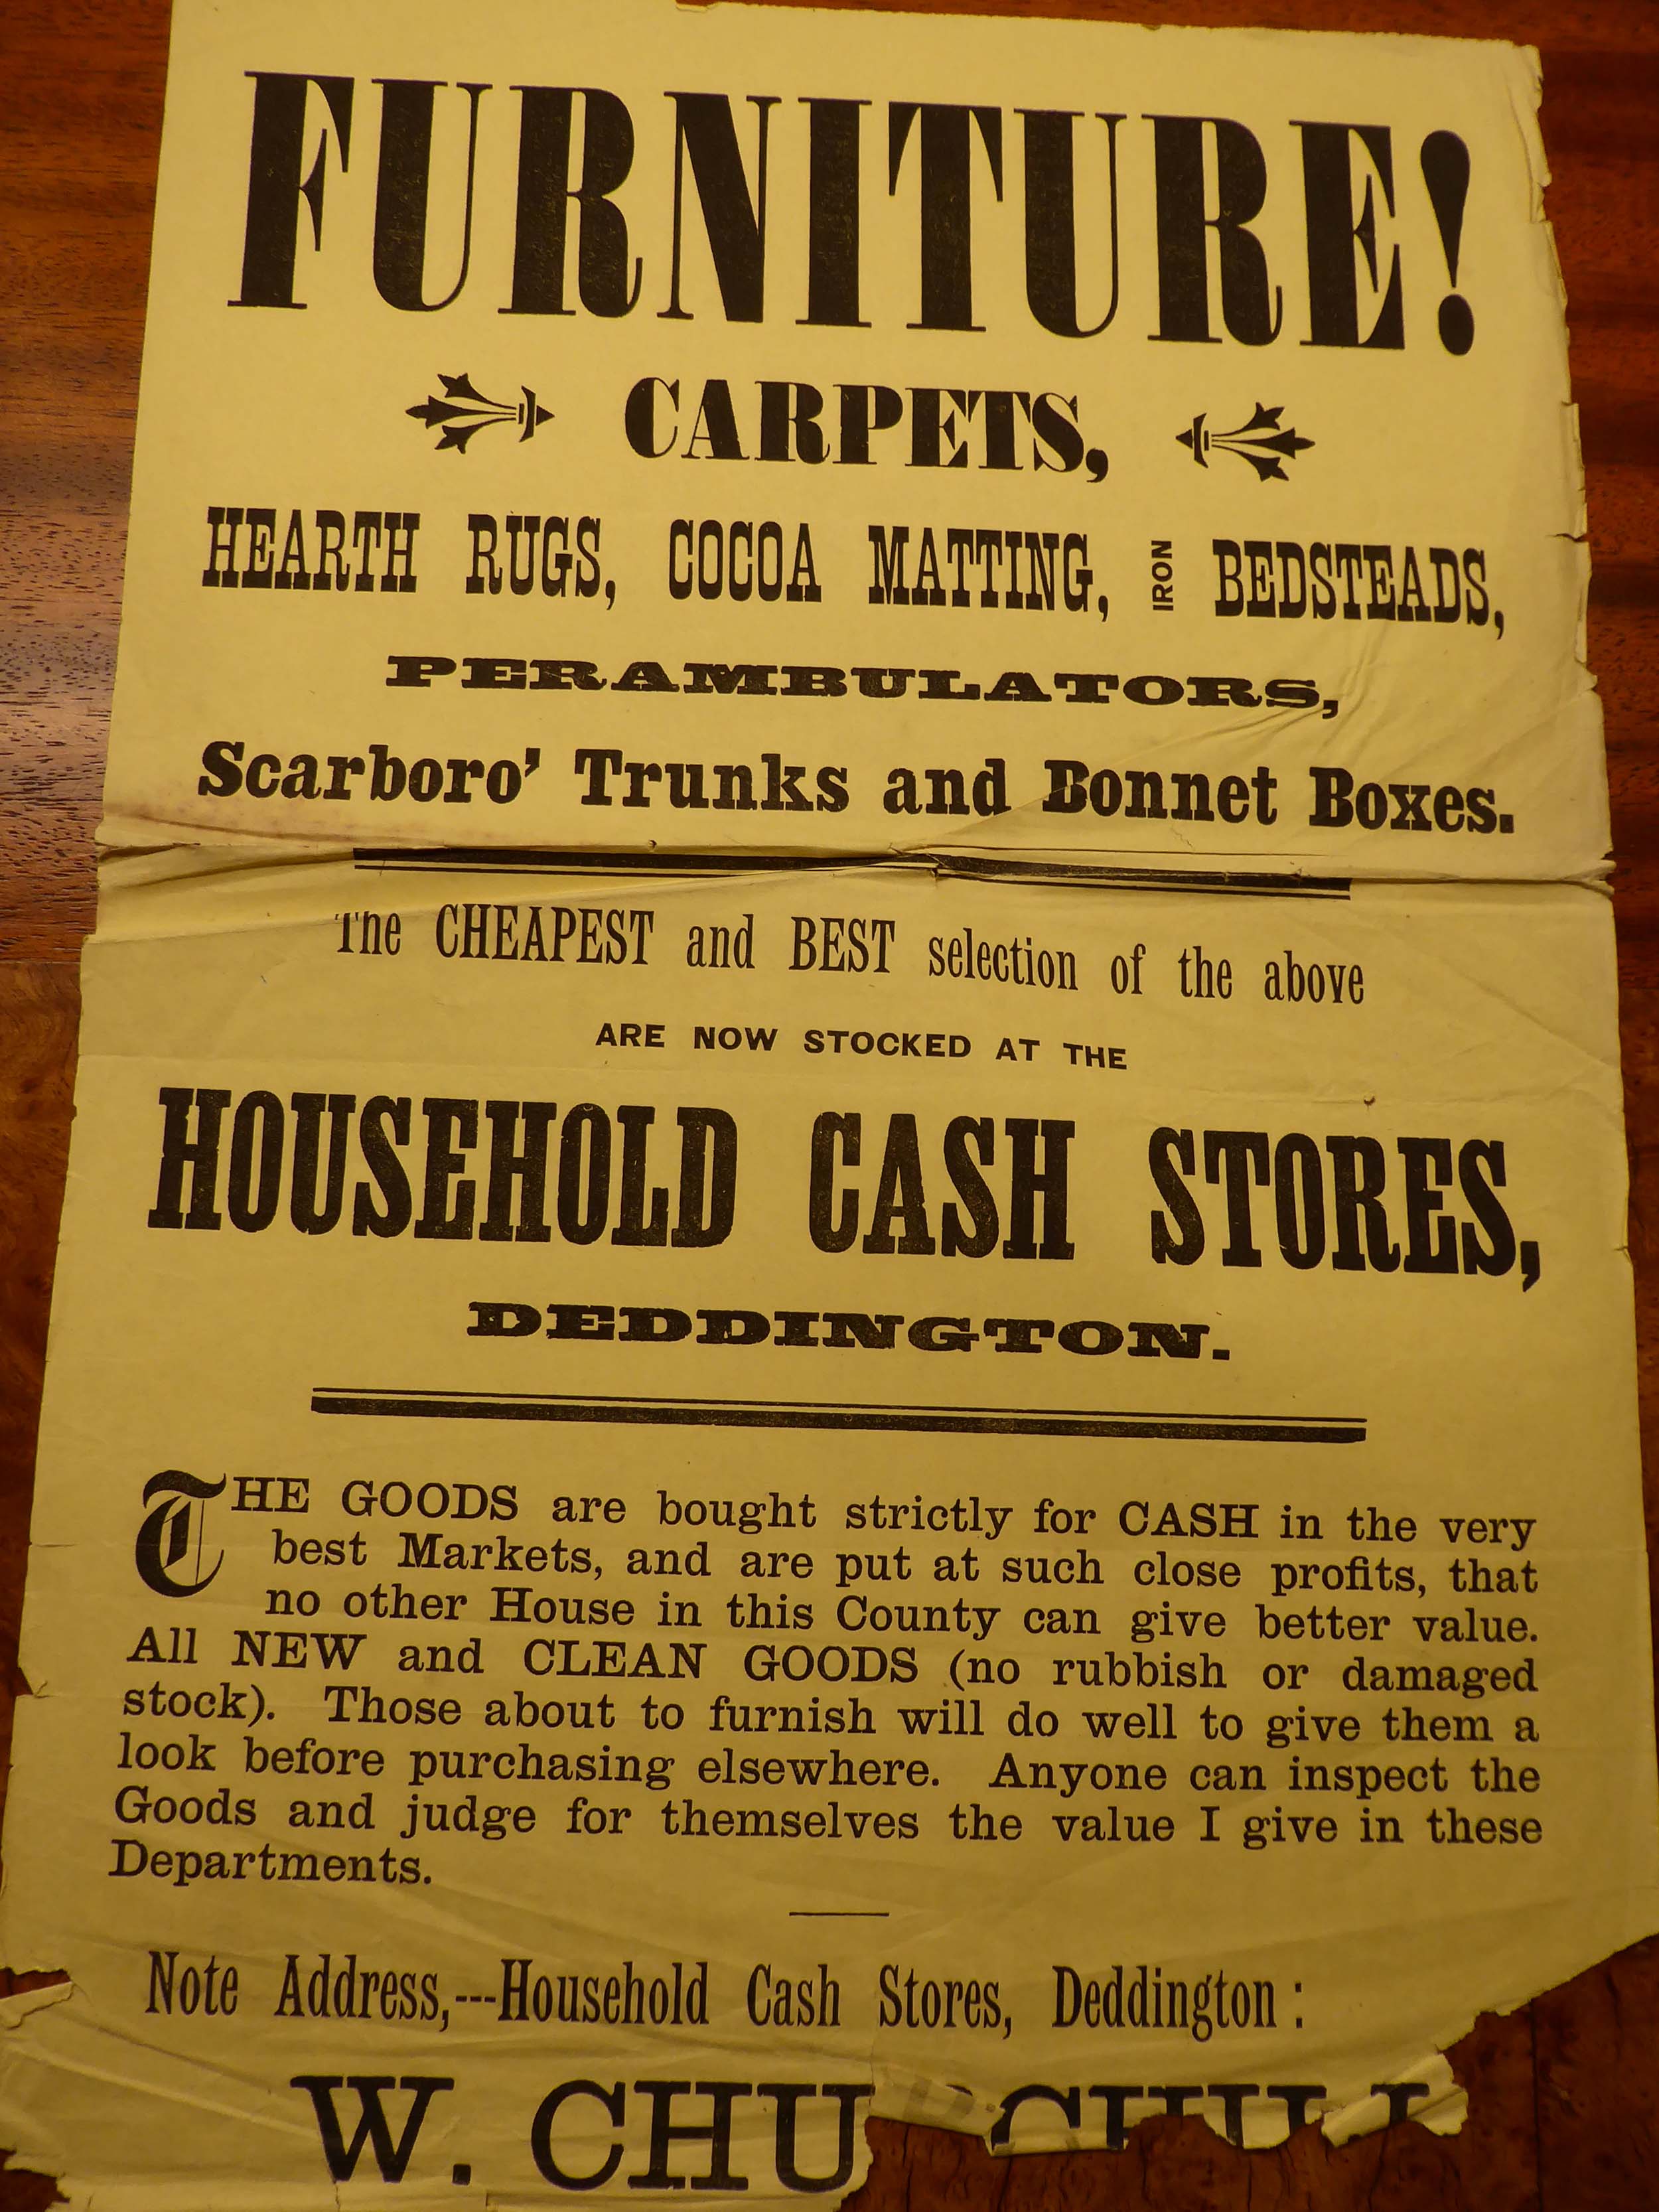 FURNITURE!
CARPETS,
HEARTH RUGS, COCOA MATTING, IRON BEDSTEADS,
PERAMBULATORS,
Scarboro' Trunks and Bonnet Boxes.
The CHEAPEST and BEST selection of the above
ARE NOW STOCKED AT THE
HOUSEHOLD CASH STORES,
DEDDINGTON.
THE GOODS are bought strictly for CASH in the very
best Markets, and are put at such close profits, that
no other House in this County can give better value.
All NEW and CLEAN GOODS (no rubbish or damaged
stock). Those about to furnish will do well to give them a
look before purchasing elsewhere. Anyone can inspect the
Goods and judge for themselves the value I give in these
Departments.
Note Address,---Household Cash Stores, Deddington:
W.